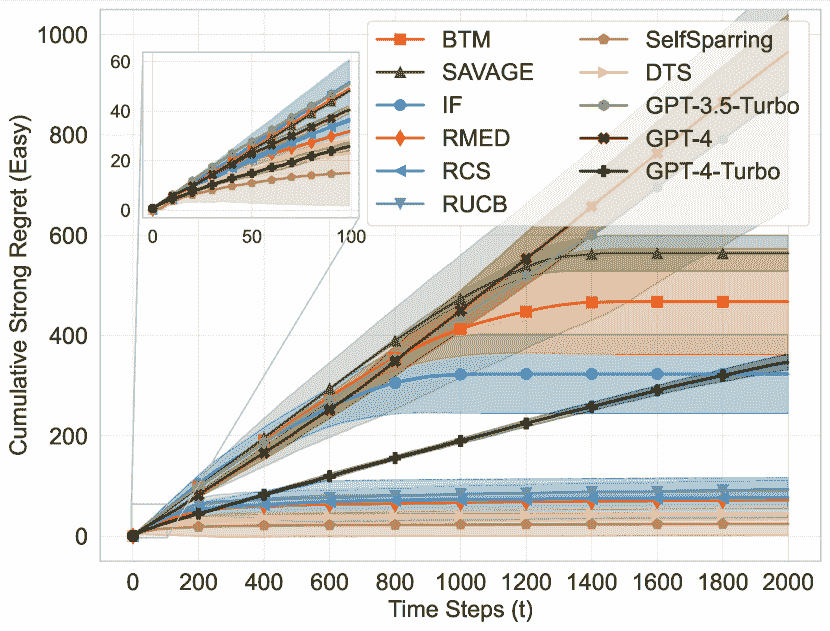 Cumulative Strong Regret (Easy)
1000
800
600
400
200
0
60
40
20
0
0 50 100
BTM
SAVAGE
IF
RMED
RCS
RUCB
SelfSparring
DTS
GPT-3.5-Turbo
GPT-4
GPT-4-Turbo
0 200 400 600 800 1000 1200 1400 1600 1800 2000
Time Steps (t)